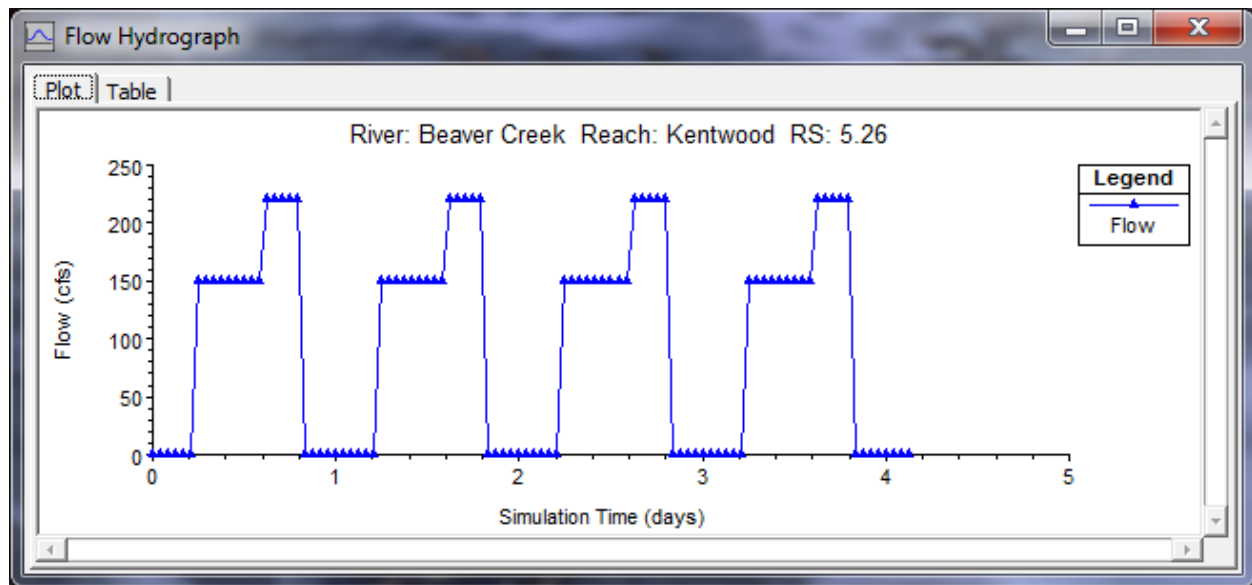 Flow Hydrograph
Plot Table
River: Beaver Creek Reach: Kentwood RS: 5.26
250
200
150
100
50
0
Flow (cfs)
0 1 2 3 4 5
Simulation Time (days)
Legend
Flow